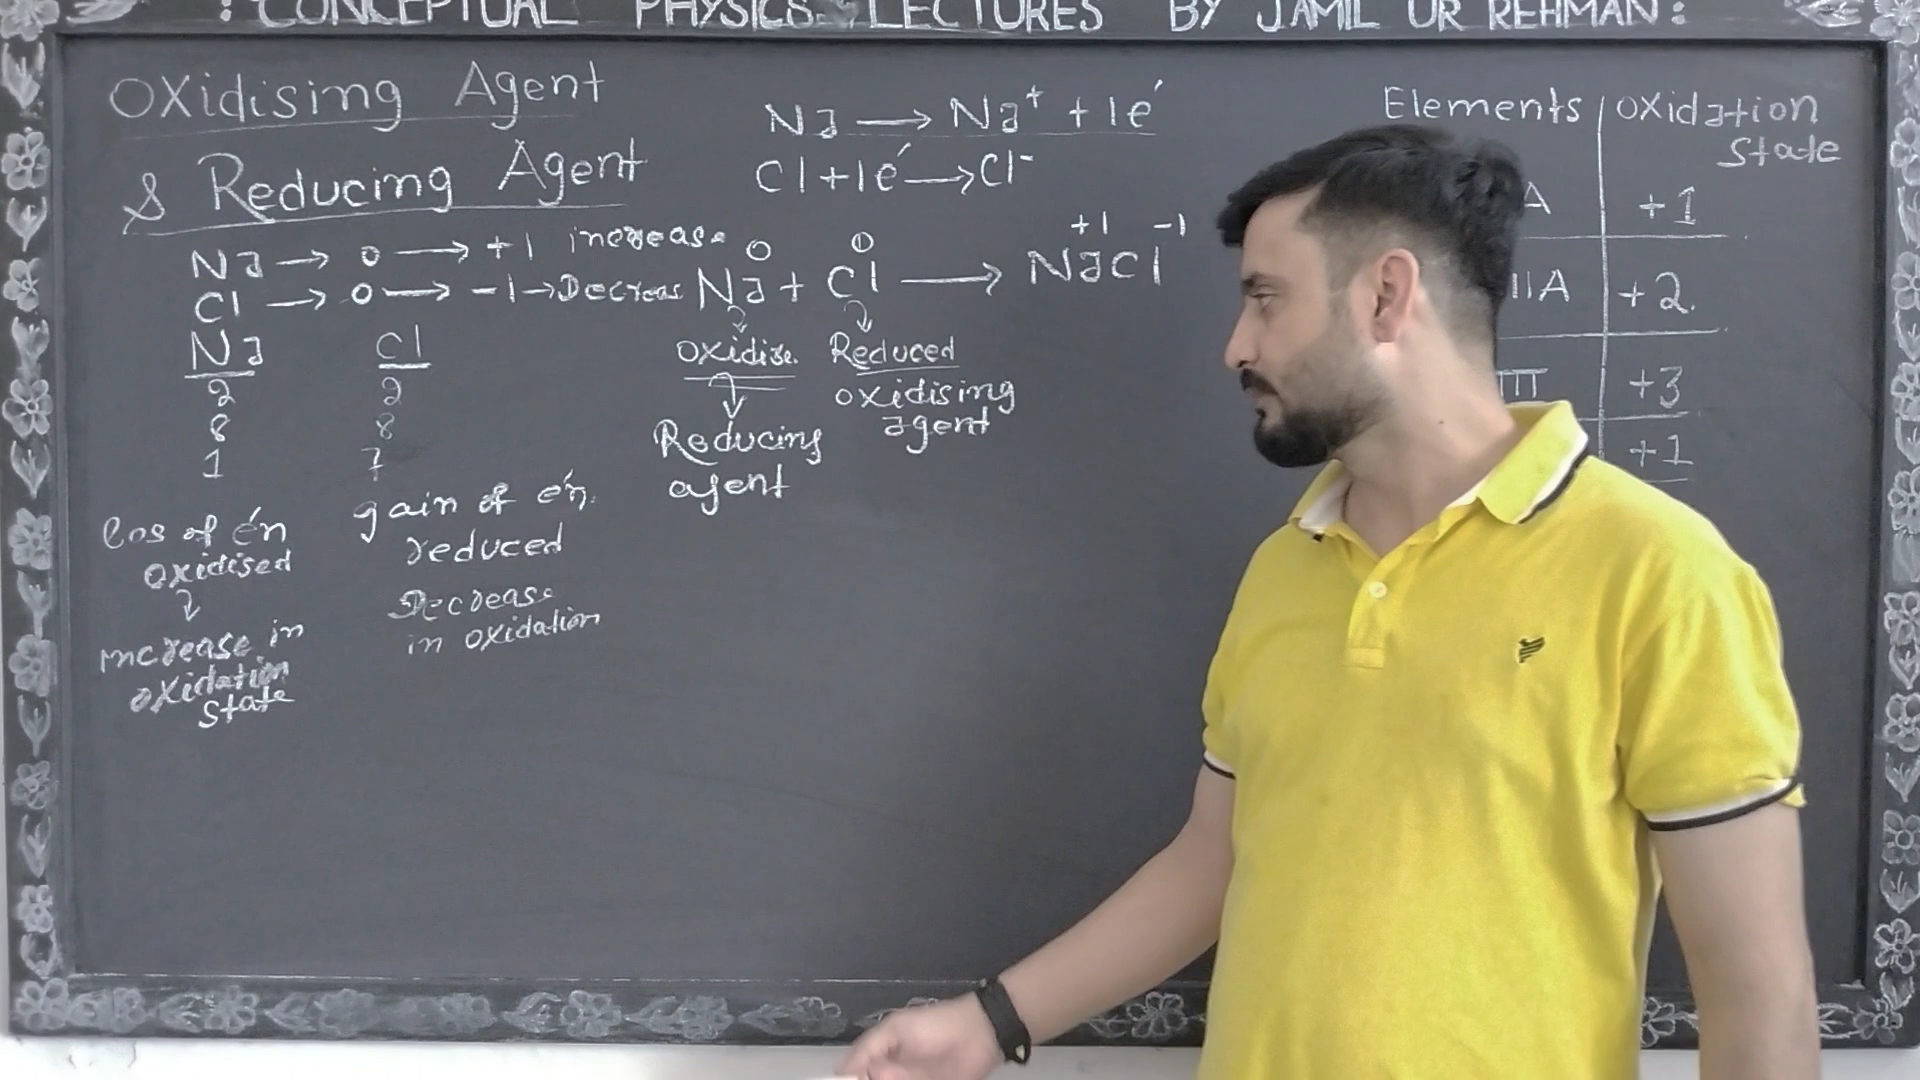 : CONCEPTUAL PHYSICS LECTURES BY JAMIL UR REHMAN :
Oxidising Agent
& Reducing Agent
Na → 0 → +1 increase
Cl → 0 → -1 → Decreas
Na Cl
2 2
8 8
1 7
los of é'n
oxidised
↓
increase in
oxidation
State
gain of é'n.
reduced
Decrease
in oxidation
Na → Na⁺ + 1é
Cl + 1é → Cl⁻
0 0 +1 -1
Na + Cl → NaCl
oxidise. Reduced
Reducing
agent
oxidising
agent
Elements Oxidation
State
A +1
IIA +2.
III +3
+1